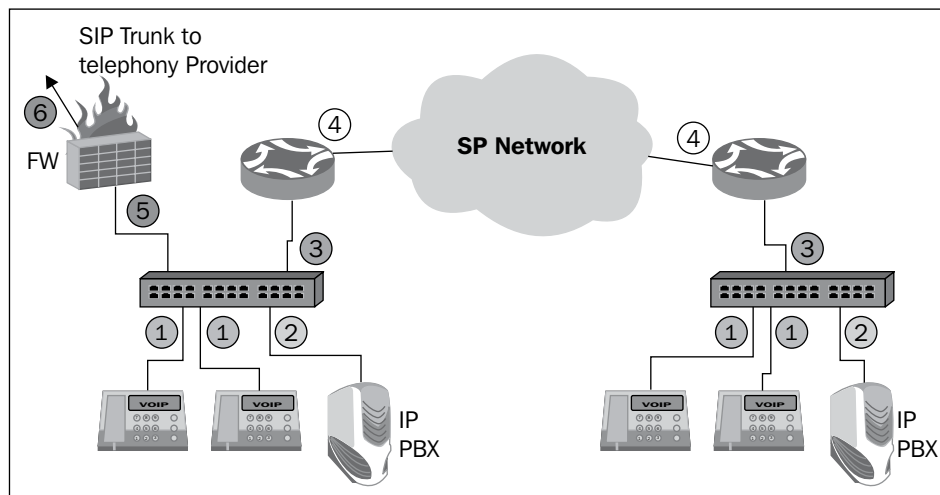 SIP Trunk to
telephony Provider
6
FW
4
SP Network
4
5
3
3
1
1
2
1
1
2
VOIP
VOIP
IP
PBX
VOIP
VOIP
IP
PBX